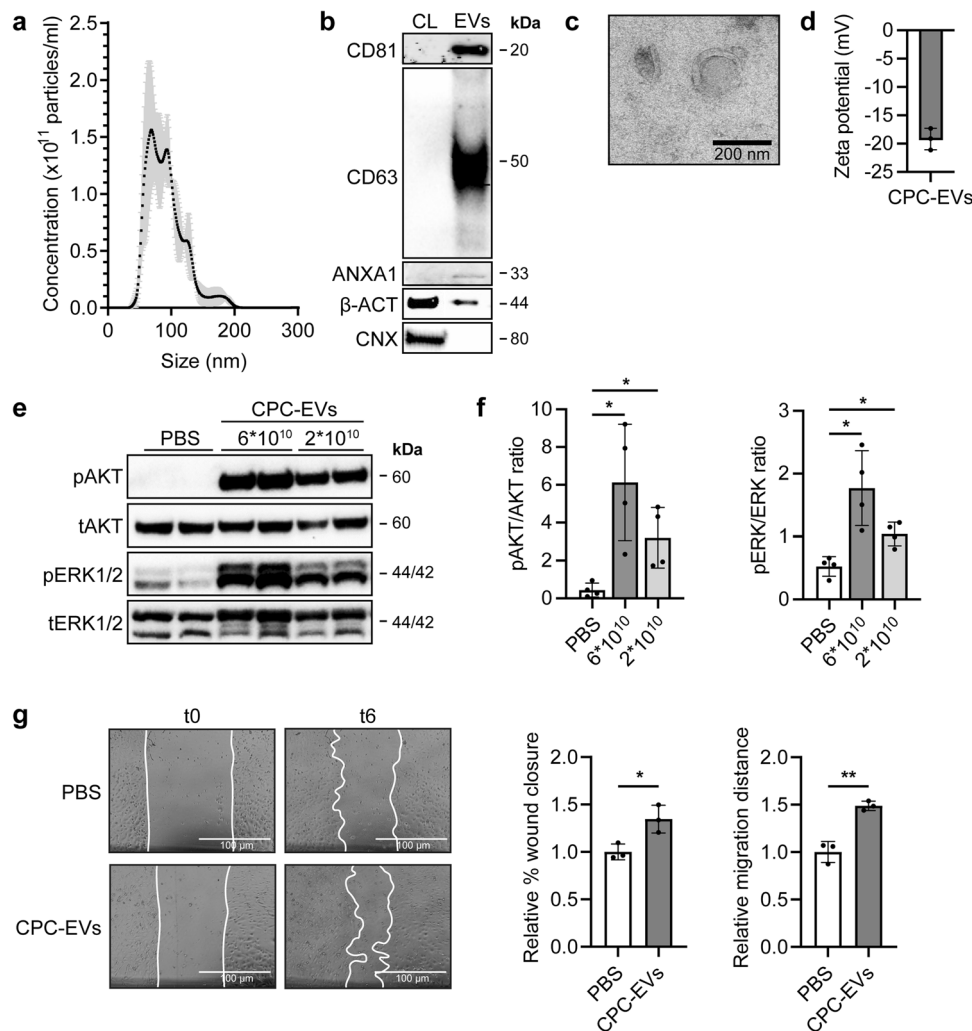 a
Concentration (x10¹¹ particles/ml)
2.5
2.0
1.5
1.0
0.5
0.0
0 100 200 300
Size (nm)
b
CL EVs kDa
CD81 20
CD63 50
ANXA1 33
β-ACT 44
CNX 80
c
200 nm
d
Zeta potential (mV)
0
-5
-10
-15
-20
-25
CPC-EVs
e
CPC-EVs
PBS 6*10¹⁰ 2*10¹⁰ kDa
pAKT 60
tAKT 60
pERK1/2 44/42
tERK1/2 44/42
f
pAKT/AKT ratio
10
8
6
4
2
0
* *
PBS 6*10¹⁰ 2*10¹⁰
pERK/ERK ratio
3
2
1
0
* *
PBS 6*10¹⁰ 2*10¹⁰
g
t0 t6
PBS
100 µm 100 µm
CPC-EVs
100 µm 100 µm
Relative % wound closure
2.0
1.5
1.0
0.5
0.0
*
PBS CPC-EVs
Relative migration distance
2.0
1.5
1.0
0.5
0.0
**
PBS CPC-EVs